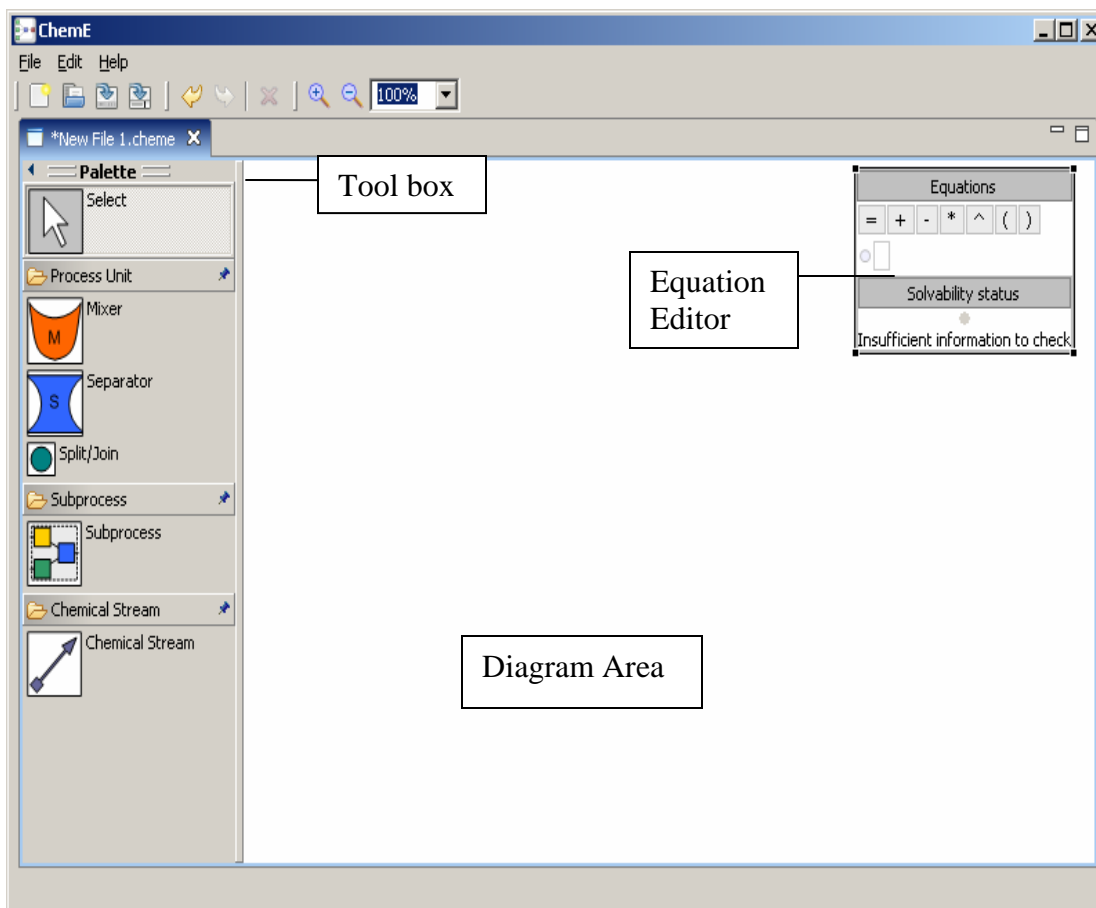 ChemE
File Edit Help
100%
*New File 1.cheme
Palette
Select
Process Unit
Mixer
M
Separator
S
Split/Join
Subprocess
Subprocess
Chemical Stream
Chemical Stream
Tool box
Equation
Editor
Equations
= + - * ^ ( )
Solvability status
Insufficient information to check
Diagram Area